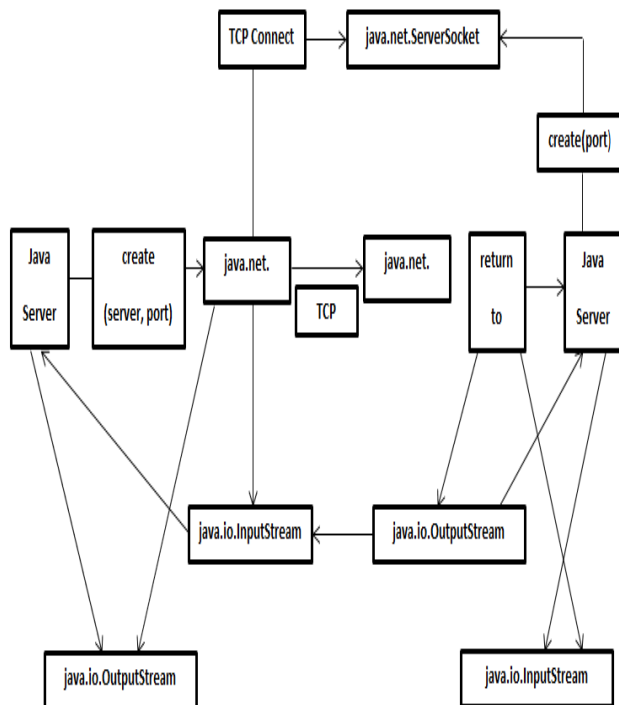 TCP Connect
java.net.ServerSocket
create(port)
Java
Server
create
(server, port)
java.net.
java.net.
TCP
return
to
Java
Server
java.io.InputStream
java.io.OutputStream
java.io.OutputStream
java.io.InputStream